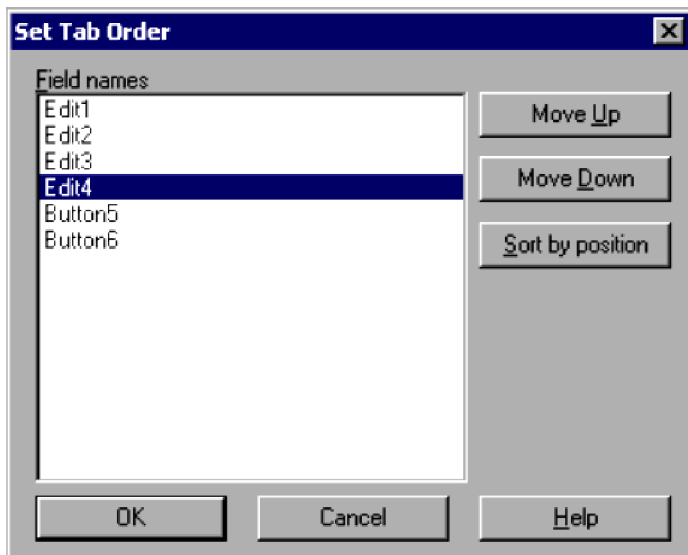 Set Tab Order
Field names
Edit1
Edit2
Edit3
Edit4
Button5
Button6
Move Up
Move Down
Sort by position
OK
Cancel
Help